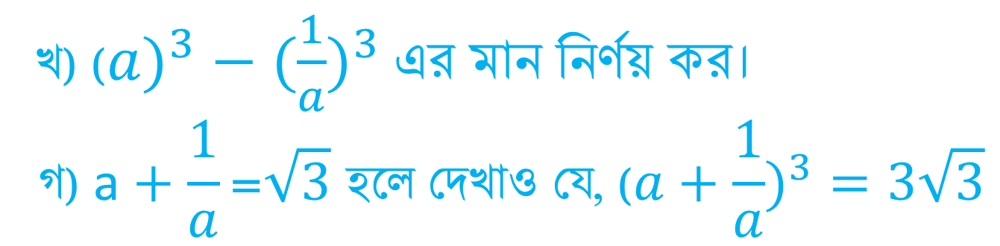 খ) (a)³ − (1/a)³ এর মান নির্ণয় কর।
গ) a + 1/a =√3 হলে দেখাও যে, (a + 1/a)³ = 3√3